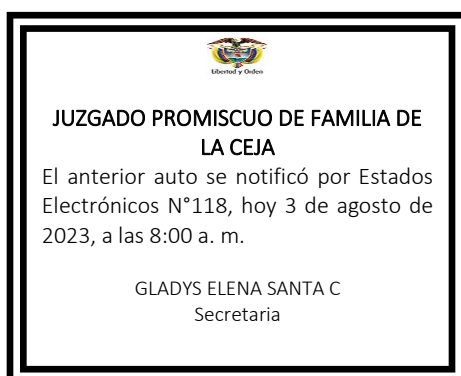 Libertad y Orden
JUZGADO PROMISCUO DE FAMILIA DE
LA CEJA
El anterior auto se notificó por Estados
Electrónicos N°118, hoy 3 de agosto de
2023, a las 8:00 a. m.
GLADYS ELENA SANTA C
Secretaria